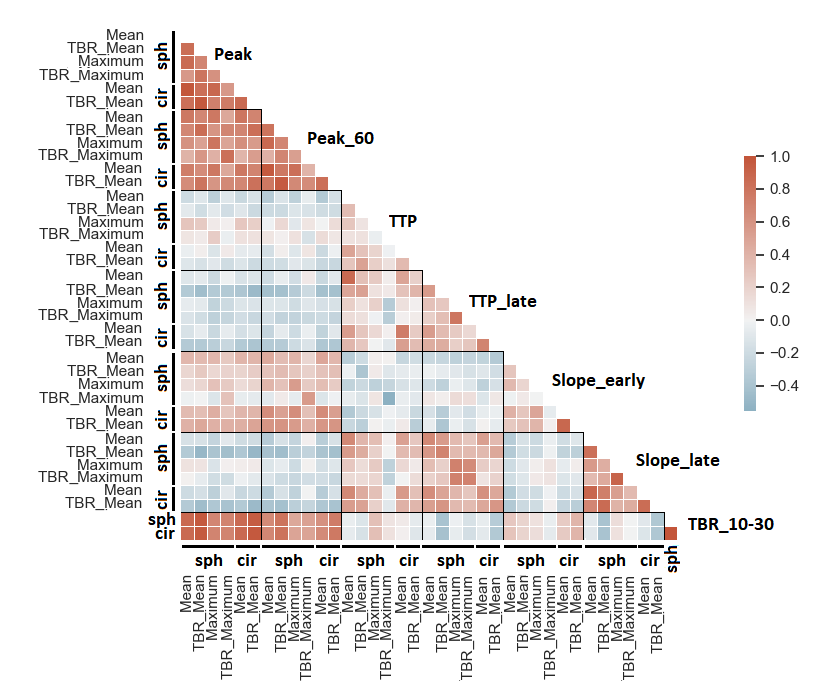 Mean
TBR_Mean
Maximum
TBR_Maximum
sph
Peak
Mean
TBR_Mean
cir
Mean
TBR_Mean
Maximum
TBR_Maximum
sph
Peak_60
Mean
TBR_Mean
cir
Mean
TBR_Mean
Maximum
TBR_Maximum
sph
TTP
Mean
TBR_Mean
cir
Mean
TBR_Mean
Maximum
TBR_Maximum
sph
TTP_late
Mean
TBR_Mean
cir
Mean
TBR_Mean
Maximum
TBR_Maximum
sph
Slope_early
Mean
TBR_Mean
cir
Mean
TBR_Mean
Maximum
TBR_Maximum
sph
Slope_late
Mean
TBR_Mean
cir
sph
cir
TBR_10-30
1.0
0.8
0.6
0.4
0.2
0.0
−0.2
−0.4
sph cir sph cir sph cir sph cir sph cir sph cir sph
Mean
TBR_Mean
Maximum
TBR_Maximum
Mean
TBR_Mean
Mean
TBR_Mean
Maximum
TBR_Maximum
Mean
TBR_Mean
Mean
TBR_Mean
Maximum
TBR_Maximum
Mean
TBR_Mean
Mean
TBR_Mean
Maximum
TBR_Maximum
Mean
TBR_Mean
Mean
TBR_Mean
Maximum
TBR_Maximum
Mean
TBR_Mean
Mean
TBR_Mean
Maximum
TBR_Maximum
Mean
TBR_Mean